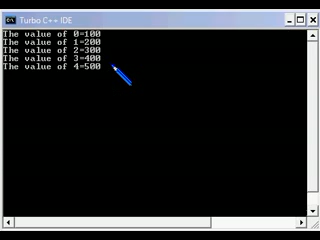 Turbo C++ IDE
The value of 0=100
The value of 1=200
The value of 2=300
The value of 3=400
The value of 4=500